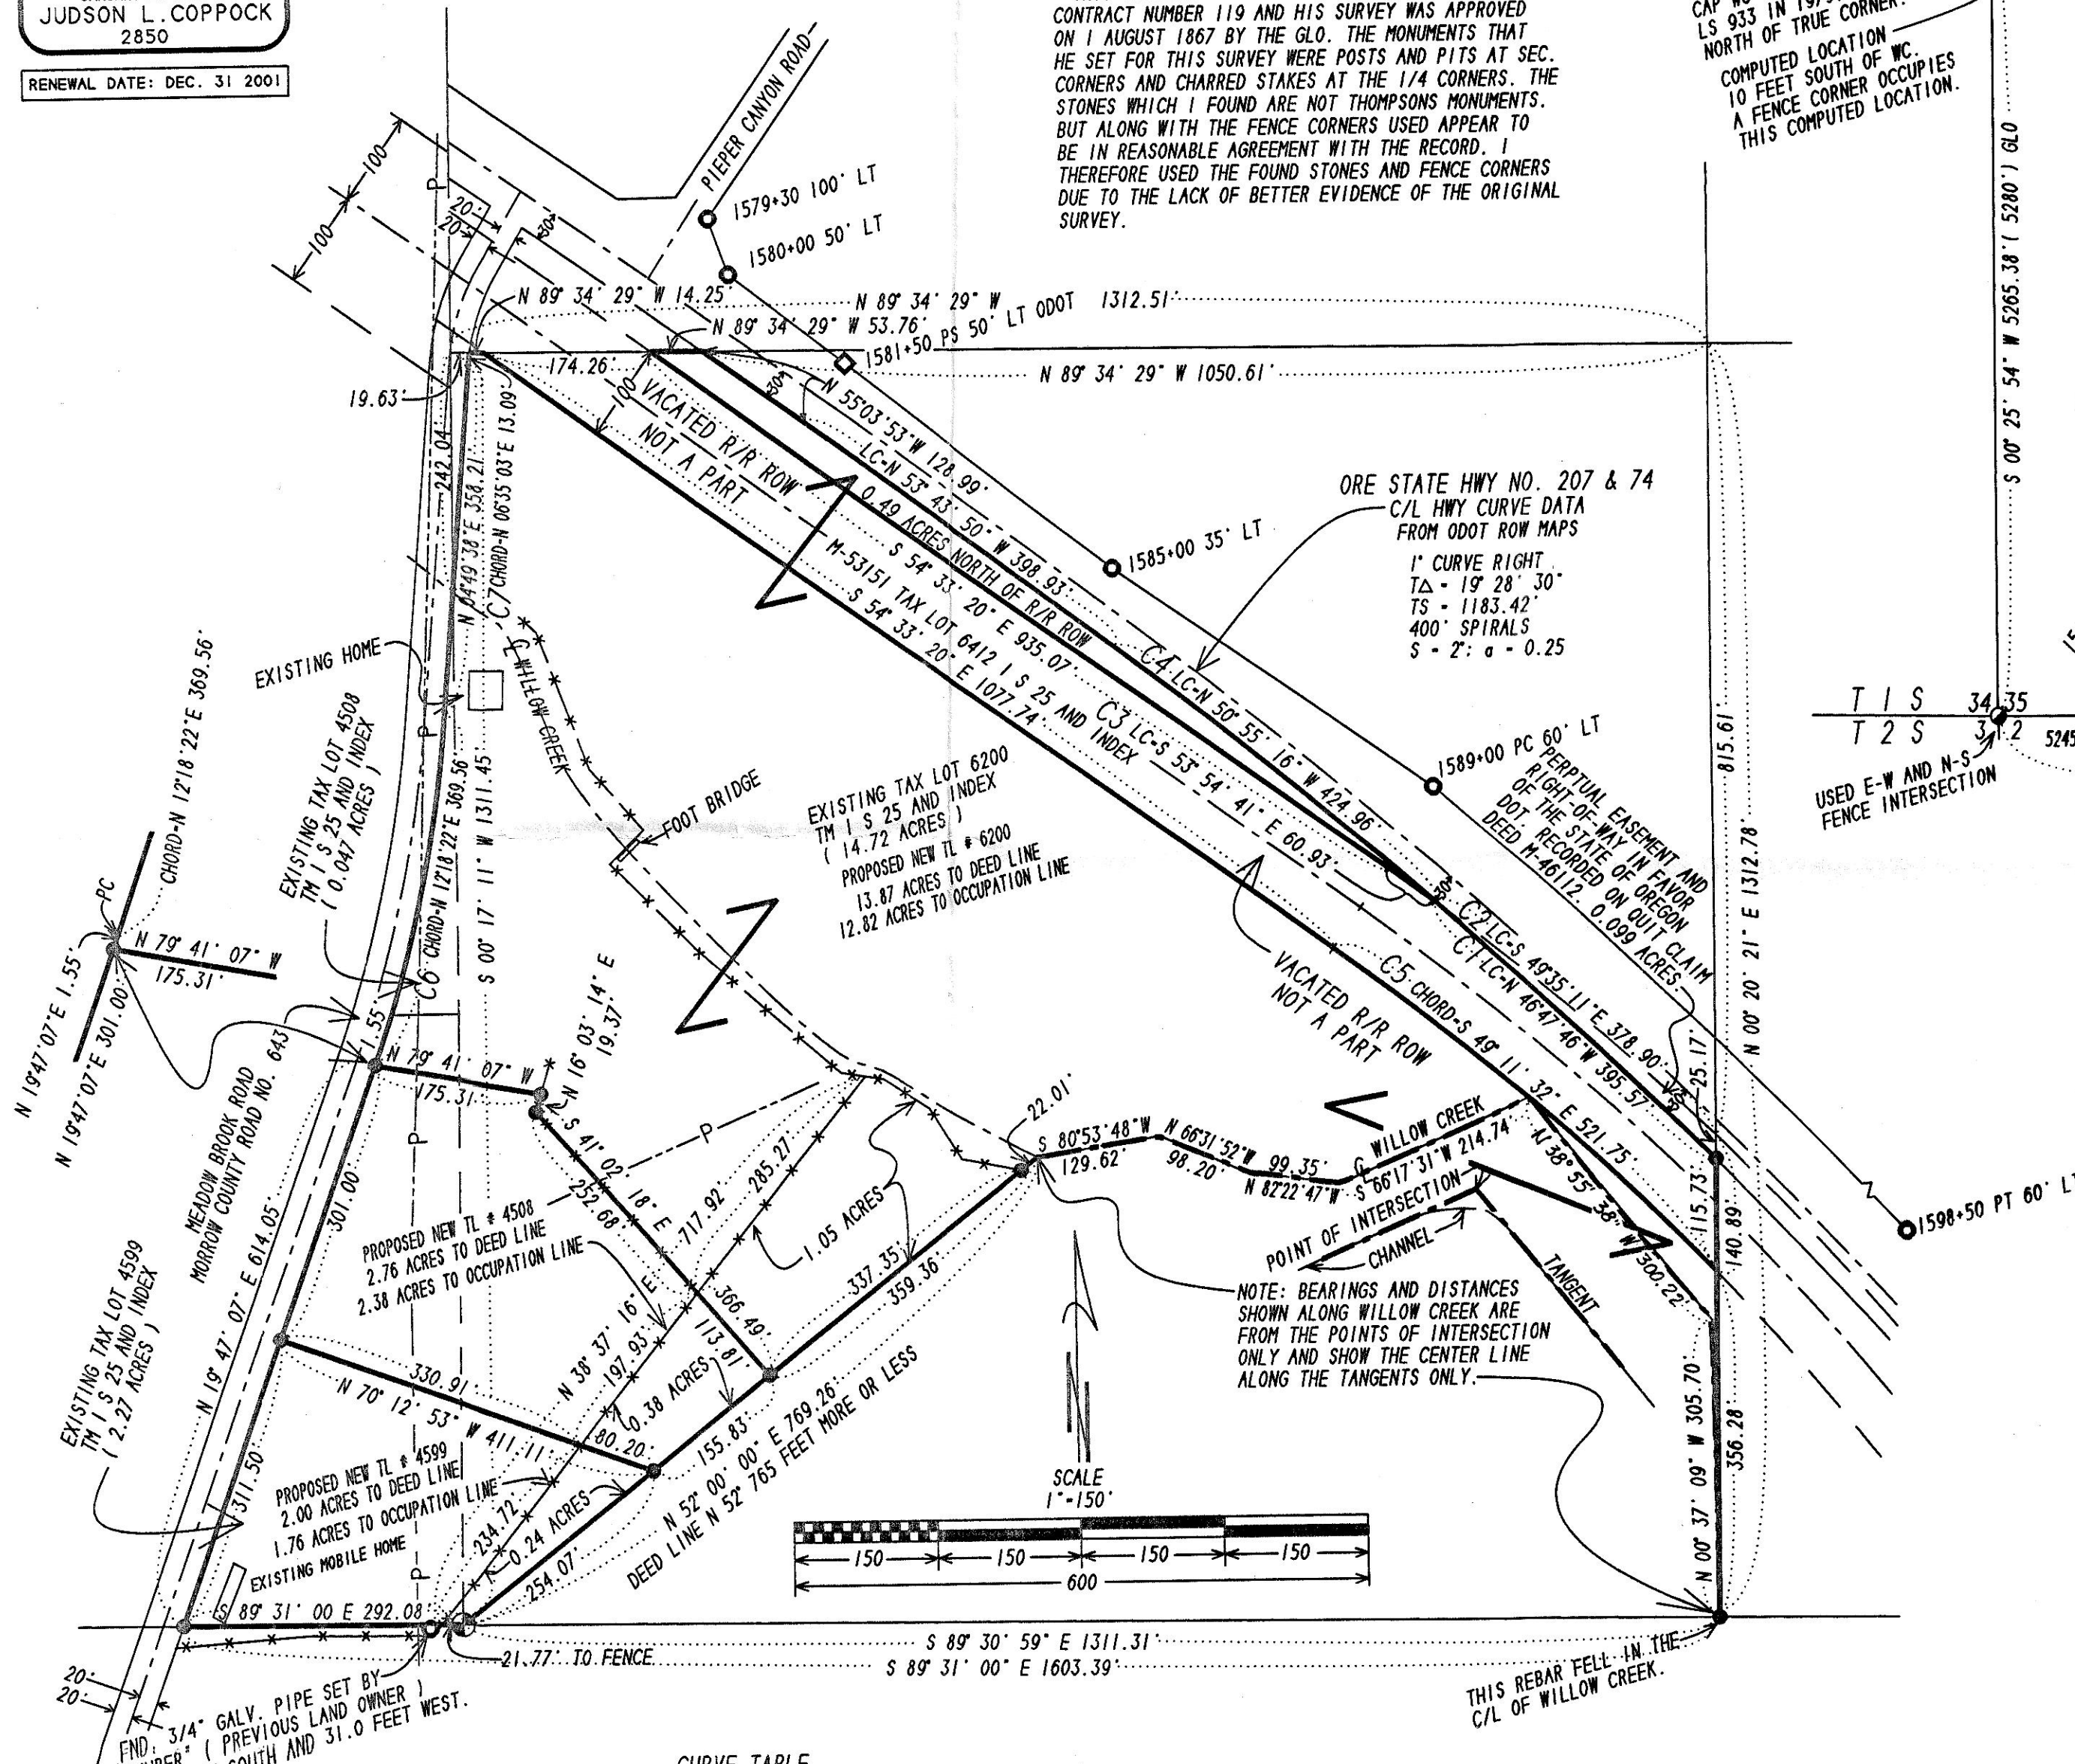 JUDSON L. COPPOCK
2850
RENEWAL DATE: DEC. 31 2001
CONTRACT NUMBER 119 AND HIS SURVEY WAS APPROVED
ON 1 AUGUST 1867 BY THE GLO. THE MONUMENTS THAT
HE SET FOR THIS SURVEY WERE POSTS AND PITS AT SEC.
CORNERS AND CHARRED STAKES AT THE 1/4 CORNERS. THE
STONES WHICH I FOUND ARE NOT THOMPSONS MONUMENTS.
BUT ALONG WITH THE FENCE CORNERS USED APPEAR TO
BE IN REASONABLE AGREEMENT WITH THE RECORD. I
THEREFORE USED THE FOUND STONES AND FENCE CORNERS
DUE TO THE LACK OF BETTER EVIDENCE OF THE ORIGINAL
SURVEY.
NORTH OF TRUE CORNER.
COMPUTED LOCATION
10 FEET SOUTH OF WC.
A FENCE CORNER OCCUPIES
THIS COMPUTED LOCATION.
S 00° 25' 54" W 5265.38' ( 5280' ) GLO
PIEPER CANYON ROAD
100
100
20'
20'
30'
1579+30 100' LT
1580+00 50' LT
N 89° 34' 29" W 14.25'
N 89° 34' 29" W 1312.51'
N 89° 34' 29" W 53.76'
1581+50 PS 50' LT ODOT
N 89° 34' 29" W 1050.61'
174.26'
19.63'
100'
30'
VACATED R/R ROW
NOT A PART
N 55°03'53"W 128.99'
LC-N 53° 43' 50" W 398.93'
0.49 ACRES NORTH OF R/R ROW
S 54° 33' 20" E 935.07'
M-53151 TAX LOT 6412 1 S 25 AND INDEX
S 54° 33' 20" E 1077.74'
242.04
N 04°49'38"E 358.21'
C7 CHORD-N 06°35'03"E 13.09'
ORE STATE HWY NO. 207 & 74
C/L HWY CURVE DATA
FROM ODOT ROW MAPS
1° CURVE RIGHT
T∆ - 19° 28' 30"
TS - 1183.42'
400' SPIRALS
S - 2°: a - 0.25
1585+00 35' LT
C4 LC-N 50° 55' 16" W 424.96'
C3 LC-S 53° 54' 41" E 60.93'
1589+00 PC 60' LT
PERPTUAL EASEMENT AND
RIGHT-OF-WAY IN FAVOR
OF THE STATE OF OREGON
DOT. RECORDED ON QUIT CLAIM
DEED M-46112. 0.099 ACRES.
815.61'
N 00° 20' 21" E 1312.78'
T 1 S 34 35
T 2 S 3 2
5245
USED E-W AND N-S
FENCE INTERSECTION
EXISTING HOME
P
P
℄ WILLOW CREEK
FOOT BRIDGE
EXISTING TAX LOT 4508
TM 1 S 25 AND INDEX
( 0.047 ACRES )
CHORD-N 12°18'22"E 369.56'
PC
N 79° 41' 07" W
175.31'
N 19°47'07"E 1.55'
N 19°47'07"E 301.00'
C6 CHORD-N 12°18'22"E 369.56'
S 00° 17' 11" W 1311.45'
EXISTING TAX LOT 6200
TM 1 S 25 AND INDEX
( 14.72 ACRES )
PROPOSED NEW TL # 6200
13.87 ACRES TO DEED LINE
12.82 ACRES TO OCCUPATION LINE
C2 LC-S 49°35'11"E 378.90'
C1 LC-N 46°47'46"W 395.57'
C5 CHORD-S 49° 11' 32" E 521.75'
VACATED R/R ROW
NOT A PART
25.17'
115.73'
140.89'
1598+50 PT 60' LT
1.55'
N 79° 41' 07" W
175.31'
N 16° 03' 14" E
19.37'
MEADOW BROOK ROAD
MORROW COUNTY ROAD NO. 643
N 19° 47' 07" E 614.05'
301.00
S 41° 02' 18" E
252.68'
717.92'
285.27'
P
P
22.01'
S 80°53'48"W
129.62'
N 66°31'52"W
98.20'
99.35'
N 82°22'47"W
℄ WILLOW CREEK
S 66°17'31"W 214.74'
N 38° 55' 38" W 300.22'
POINT OF INTERSECTION
CHANNEL
TANGENT
NOTE: BEARINGS AND DISTANCES
SHOWN ALONG WILLOW CREEK ARE
FROM THE POINTS OF INTERSECTION
ONLY AND SHOW THE CENTER LINE
ALONG THE TANGENTS ONLY.
PROPOSED NEW TL # 4508
2.76 ACRES TO DEED LINE
2.38 ACRES TO OCCUPATION LINE
1.05 ACRES
337.35'
359.36'
366.49'
113.81'
N 38° 37' 16" E
197.93'
0.38 ACRES
EXISTING TAX LOT 4599
TM 1 S 25 AND INDEX
( 2.27 ACRES )
330.91'
N 70° 12' 53" W 411.11'
80.20'
155.83'
N 52° 00' 00" E 769.26'
DEED LINE N 52° 765 FEET MORE OR LESS
311.50'
PROPOSED NEW TL # 4599
2.00 ACRES TO DEED LINE
1.76 ACRES TO OCCUPATION LINE
EXISTING MOBILE HOME
P
234.72'
0.24 ACRES
254.07'
SCALE
1"-150'
150 150 150 150
600
N 00° 37' 09" W 305.70'
356.28'
89° 31' 00 E 292.08'
21.77' TO FENCE
S 89° 30' 59" E 1311.31'
S 89° 31' 00" E 1603.39'
20'
20'
FND. 3/4" GALV. PIPE SET BY
( PREVIOUS LAND OWNER )
SOUTH AND 31.0 FEET WEST.
THIS REBAR FELL IN THE
C/L OF WILLOW CREEK.
CURVE TABLE